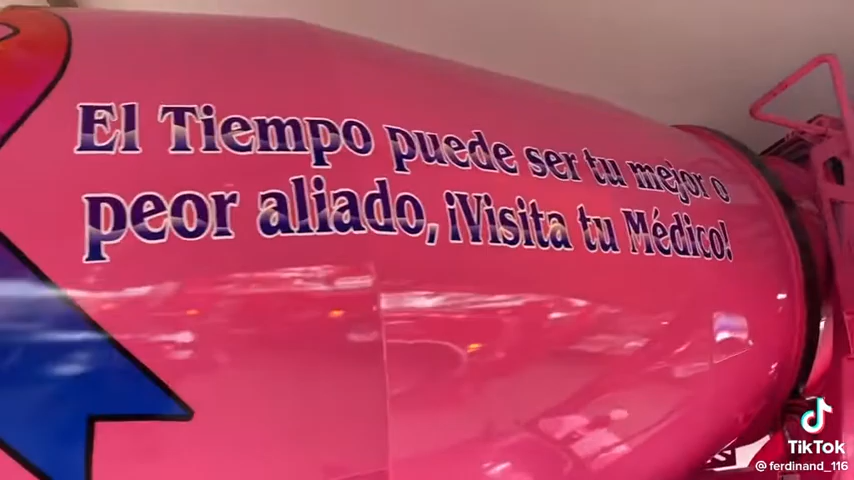 El Tiempo puede ser tu mejor o
peor aliado, ¡Visita tu Médico!
TikTok
@ferdinand_116